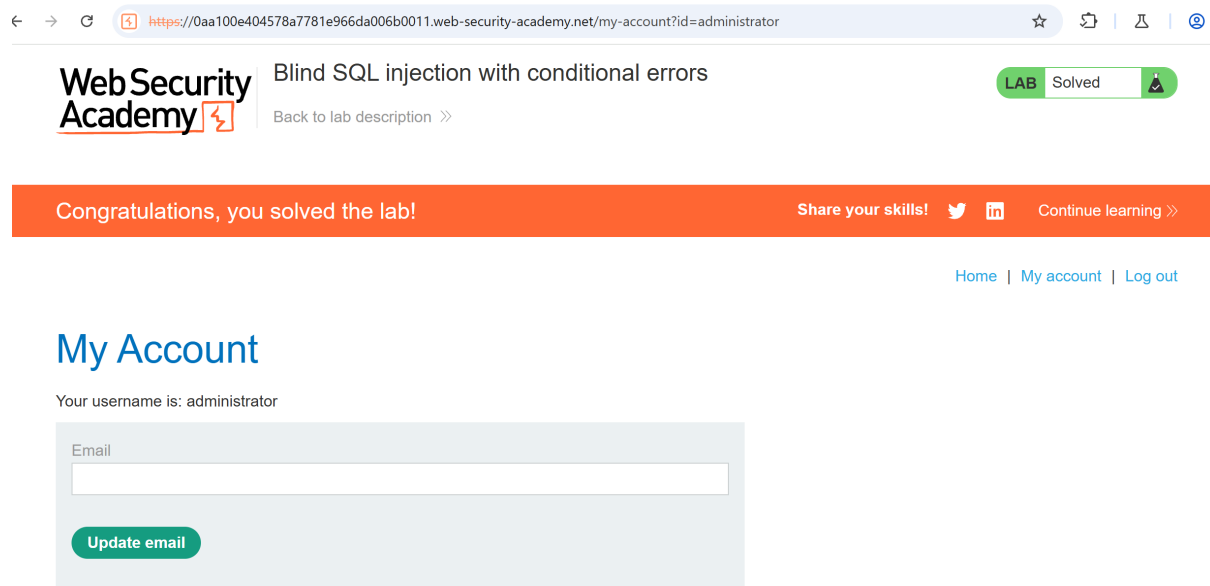 https://0aa100e404578a7781e966da006b0011.web-security-academy.net/my-account?id=administrator
Web Security
Academy
Blind SQL injection with conditional errors
Back to lab description
LAB Solved
Congratulations, you solved the lab!
Share your skills!
in
Continue learning
Home | My account | Log out
My Account
Your username is: administrator
Email
Update email